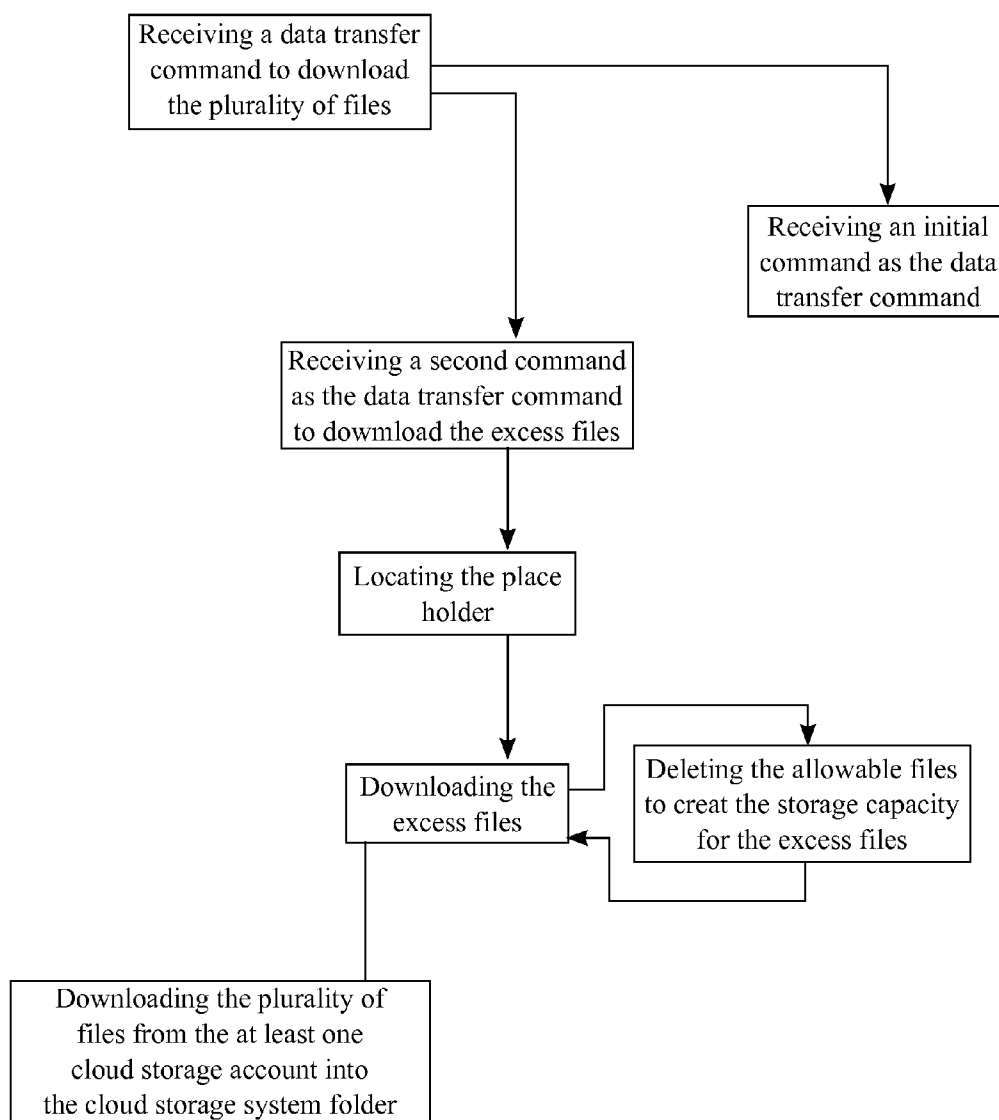 Receiving a data transfer
command to download
the plurality of files
Receiving an initial
command as the data
transfer command
Receiving a second command
as the data transfer command
to dowmload the excess files
Locating the place
holder
Downloading the
excess files
Deleting the allowable files
to creat the storage capacity
for the excess files
Downloading the plurality of
files from the at least one
cloud storage account into
the cloud storage system folder